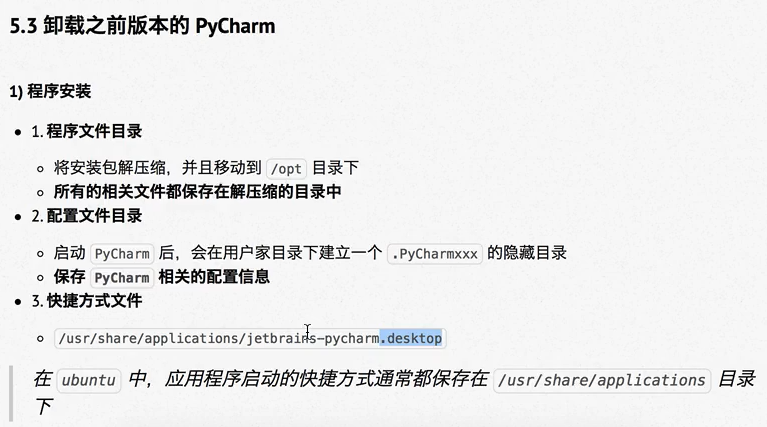 5.3 卸载之前版本的 PyCharm
1) 程序安装
1. 程序文件目录
将安装包解压缩，并且移动到 /opt 目录下
所有的相关文件都保存在解压缩的目录中
2. 配置文件目录
启动 PyCharm 后，会在用户家目录下建立一个 .PyCharmxxx 的隐藏目录
保存 PyCharm 相关的配置信息
3. 快捷方式文件
/usr/share/applications/jetbrains-pycharm.desktop
在 ubuntu 中，应用程序启动的快捷方式通常都保存在 /usr/share/applications 目录
下